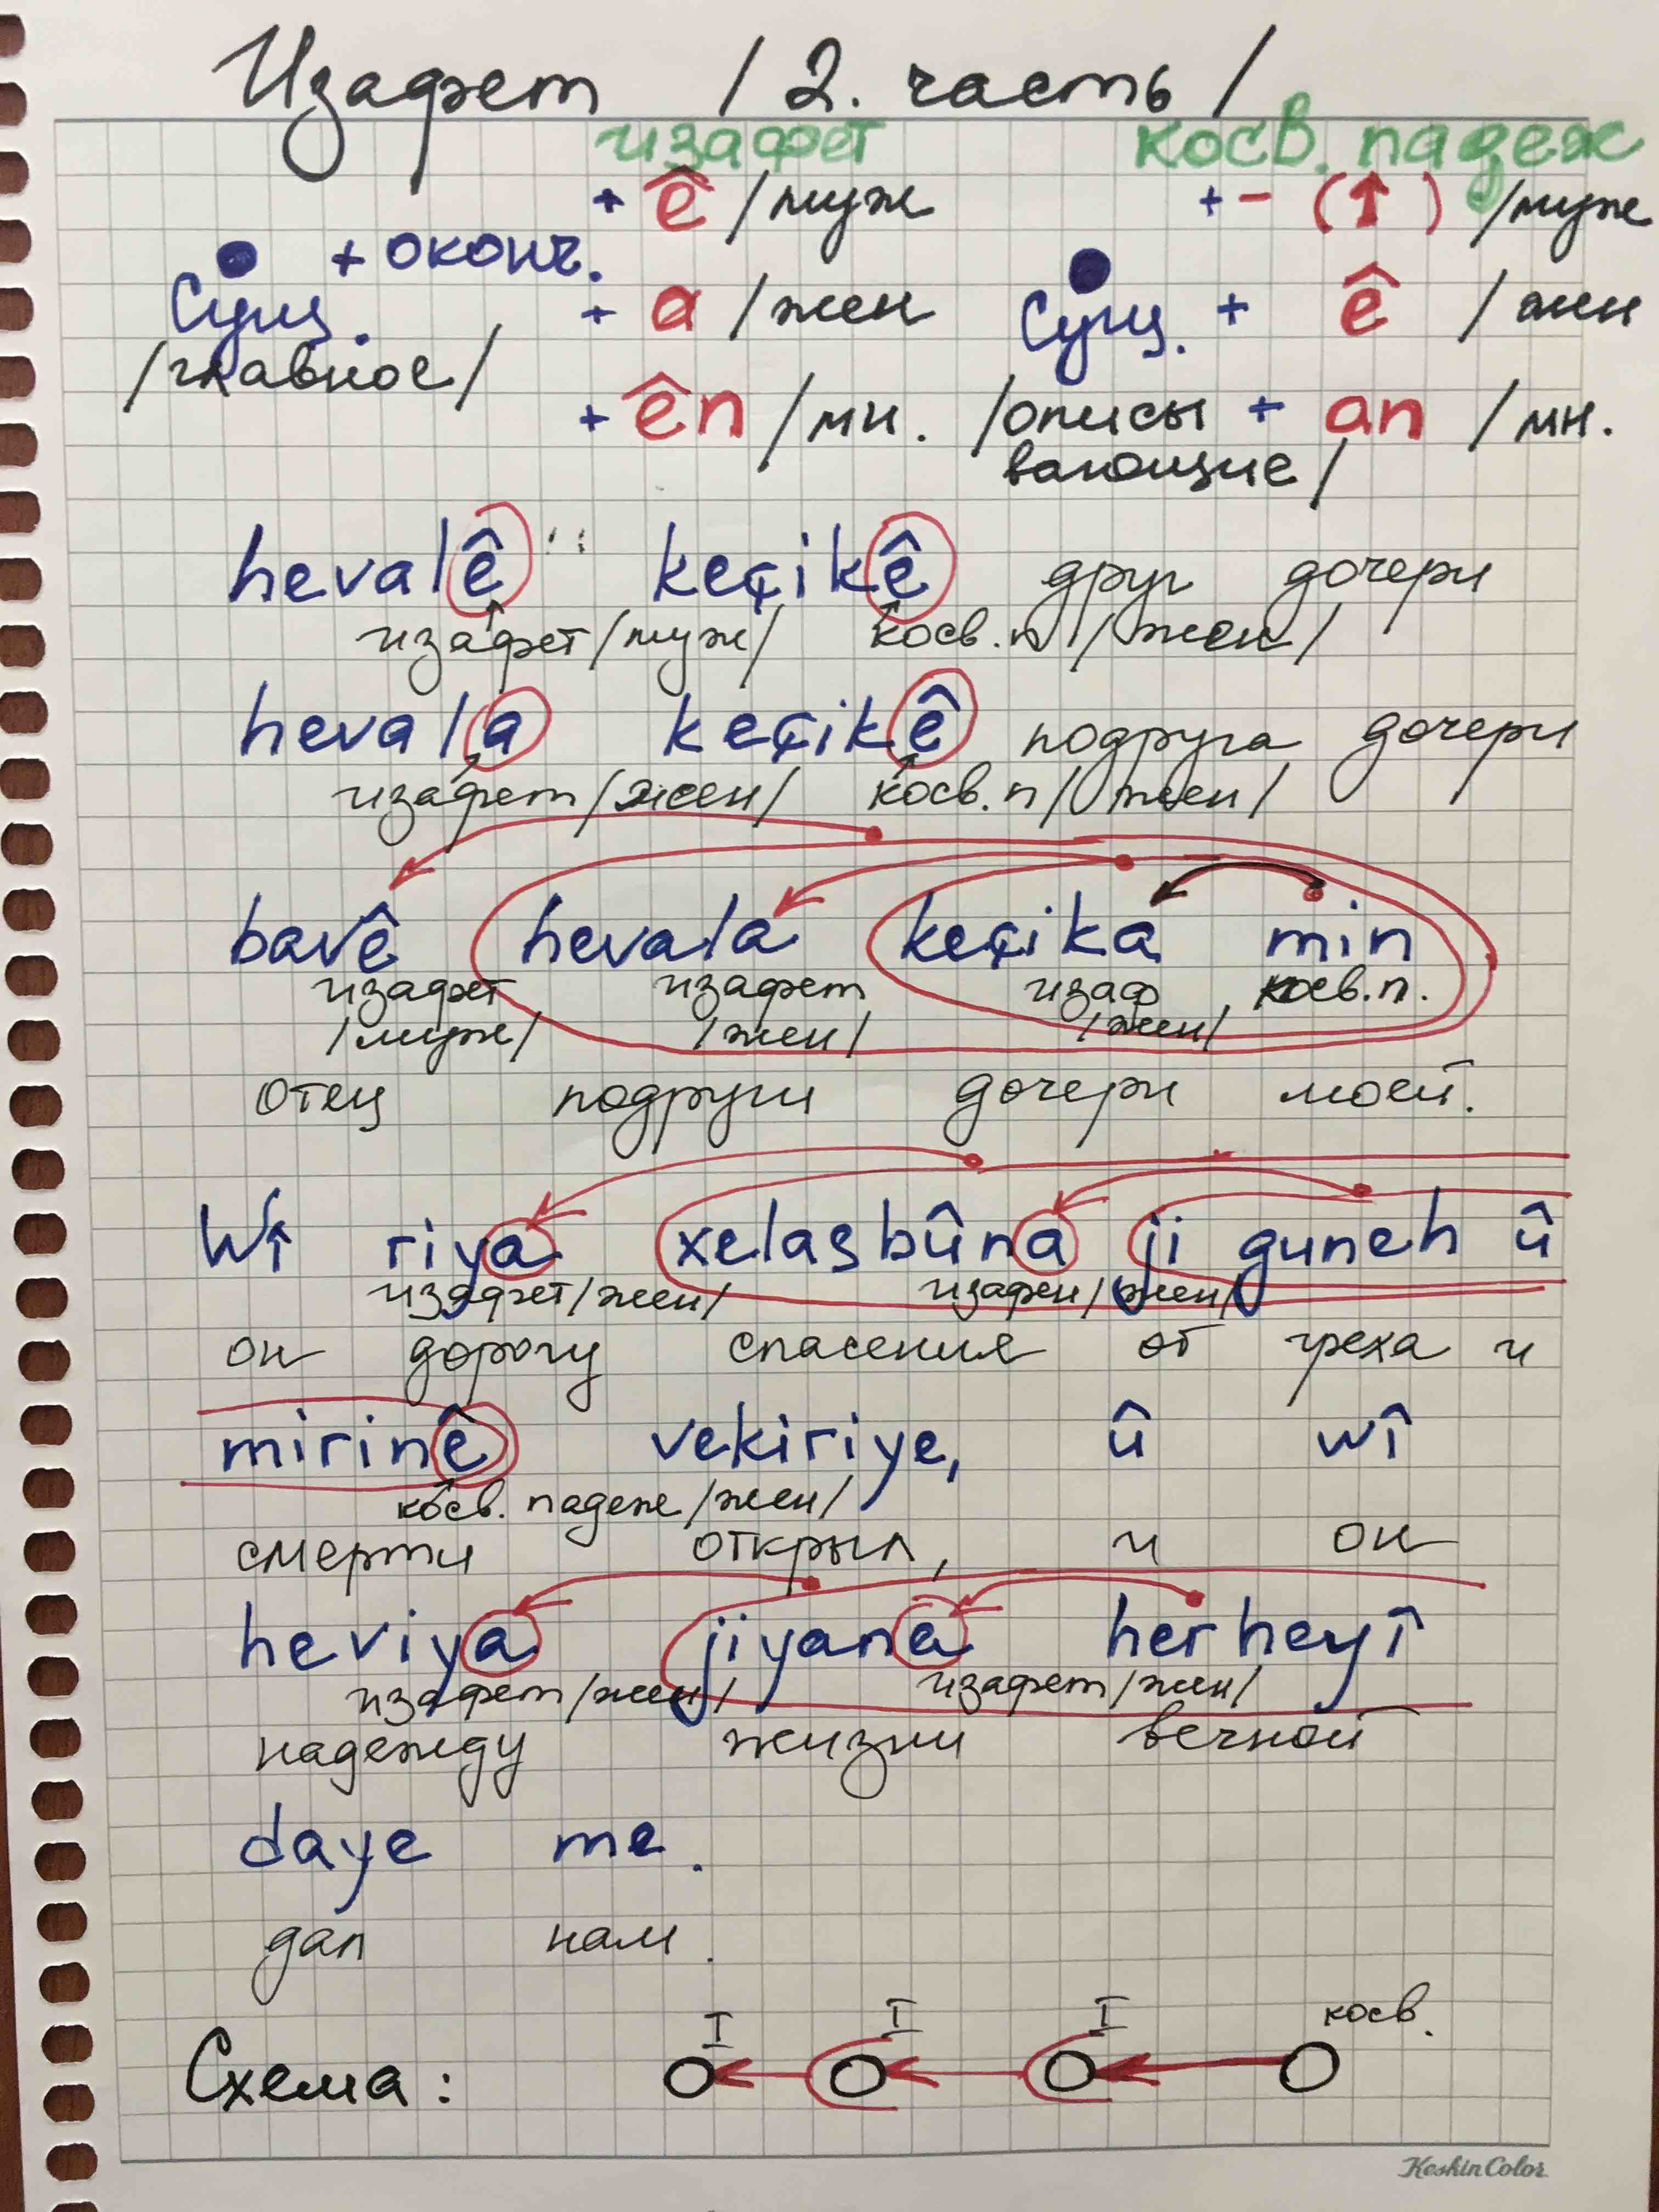 Изафет / 2. часть /
изафет косв. падеж
+ ê /муж + - (↑) /муж
Сущ. + оконч. + a /жен Сущ. + ê /жен
/главное/ + ên /мн. /описы + an /мн.
вающие/
hevalê keçikê друг дочери
изафет /муж/ косв. п /жен/
hevala keçikê подруга дочери
изафет /жен/ косв. п /жен/
bavê hevala keçika min
изафет изафет изаф косв. п.
/муж/ /жен/ /жен/
отец подруги дочери моей.
Wî riya xelasbûna ji guneh û
изафет /жен/ изафен /жен/
он дорогу спасения от греха и
mirinê vekiriye, û wî
косв. падеж /жен/
смерти открыл, и он
heviya jiyana herheyî
изафет /жен/ изафет /жен/
надежду жизни вечной
daye me.
дал нам.
I I I косв.
Схема:
KeskinColor